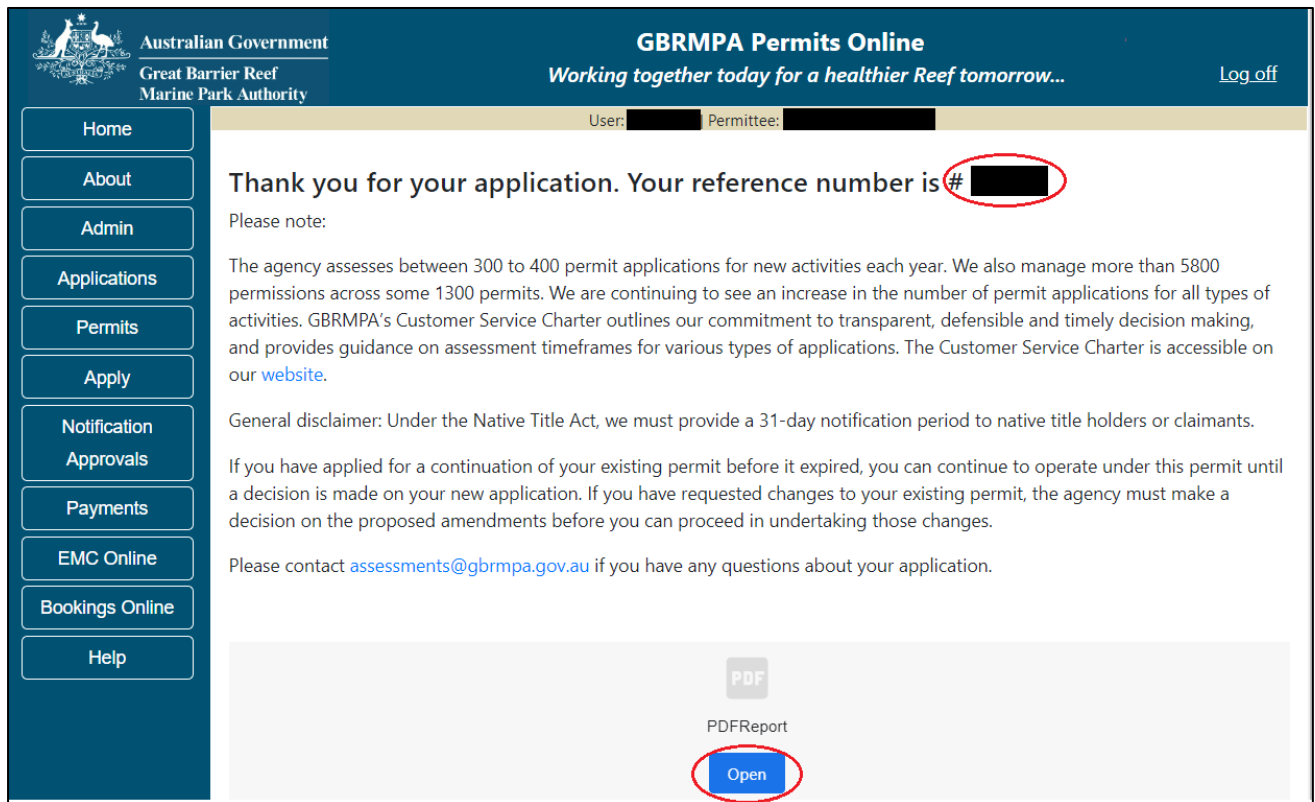 Australian Government
Great Barrier Reef
Marine Park Authority
GBRMPA Permits Online
Working together today for a healthier Reef tomorrow...
Log off
User: | Permittee:
Home
About
Admin
Applications
Permits
Apply
Notification
Approvals
Payments
EMC Online
Bookings Online
Help
Thank you for your application. Your reference number is #
Please note:
The agency assesses between 300 to 400 permit applications for new activities each year. We also manage more than 5800
permissions across some 1300 permits. We are continuing to see an increase in the number of permit applications for all types of
activities. GBRMPA's Customer Service Charter outlines our commitment to transparent, defensible and timely decision making,
and provides guidance on assessment timeframes for various types of applications. The Customer Service Charter is accessible on
our website.
General disclaimer: Under the Native Title Act, we must provide a 31-day notification period to native title holders or claimants.
If you have applied for a continuation of your existing permit before it expired, you can continue to operate under this permit until
a decision is made on your new application. If you have requested changes to your existing permit, the agency must make a
decision on the proposed amendments before you can proceed in undertaking those changes.
Please contact assessments@gbrmpa.gov.au if you have any questions about your application.
PDF
PDFReport
Open